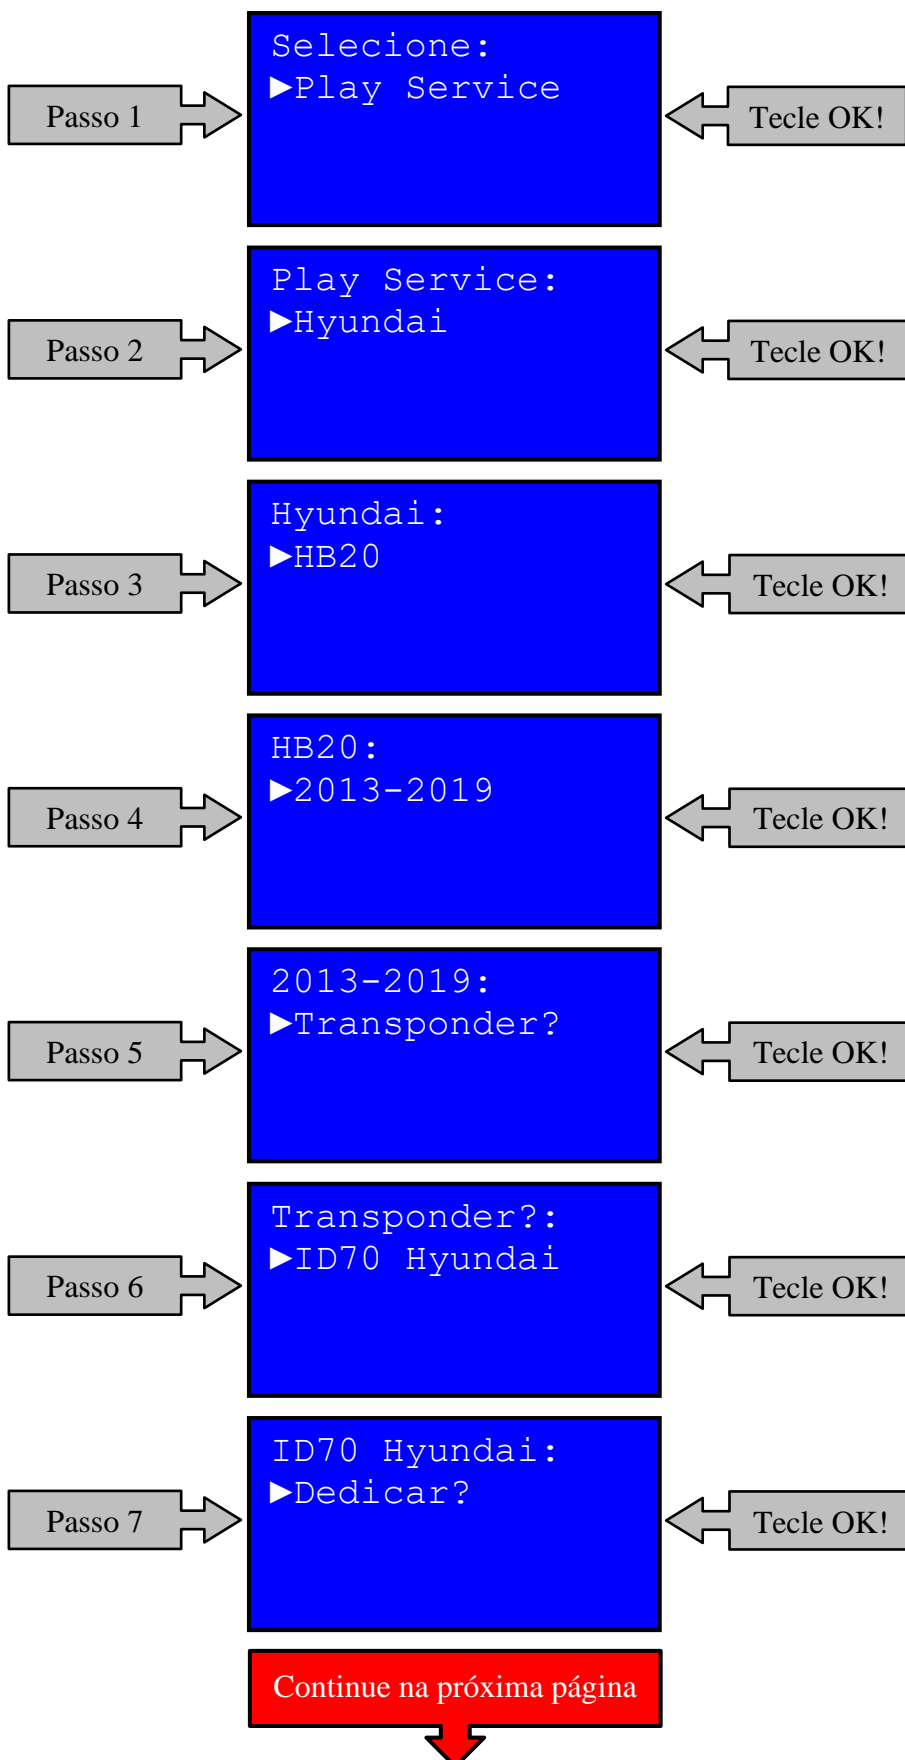 Selecione:
►Play Service
Passo 1
Tecle OK!
Play Service:
►Hyundai
Passo 2
Tecle OK!
Hyundai:
►HB20
Passo 3
Tecle OK!
HB20:
►2013-2019
Passo 4
Tecle OK!
2013-2019:
►Transponder?
Passo 5
Tecle OK!
Transponder?:
►ID70 Hyundai
Passo 6
Tecle OK!
ID70 Hyundai:
►Dedicar?
Passo 7
Tecle OK!
Continue na próxima página